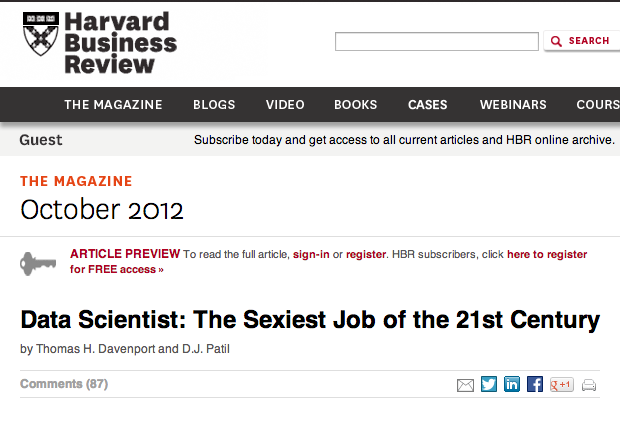 Harvard
Business
Review
SEARCH
THE MAGAZINE BLOGS VIDEO BOOKS CASES WEBINARS COURS
Guest Subscribe today and get access to all current articles and HBR online archive.
THE MAGAZINE
October 2012
ARTICLE PREVIEW To read the full article, sign-in or register. HBR subscribers, click here to register
for FREE access »
Data Scientist: The Sexiest Job of the 21st Century
by Thomas H. Davenport and D.J. Patil
Comments (87) in f g +1